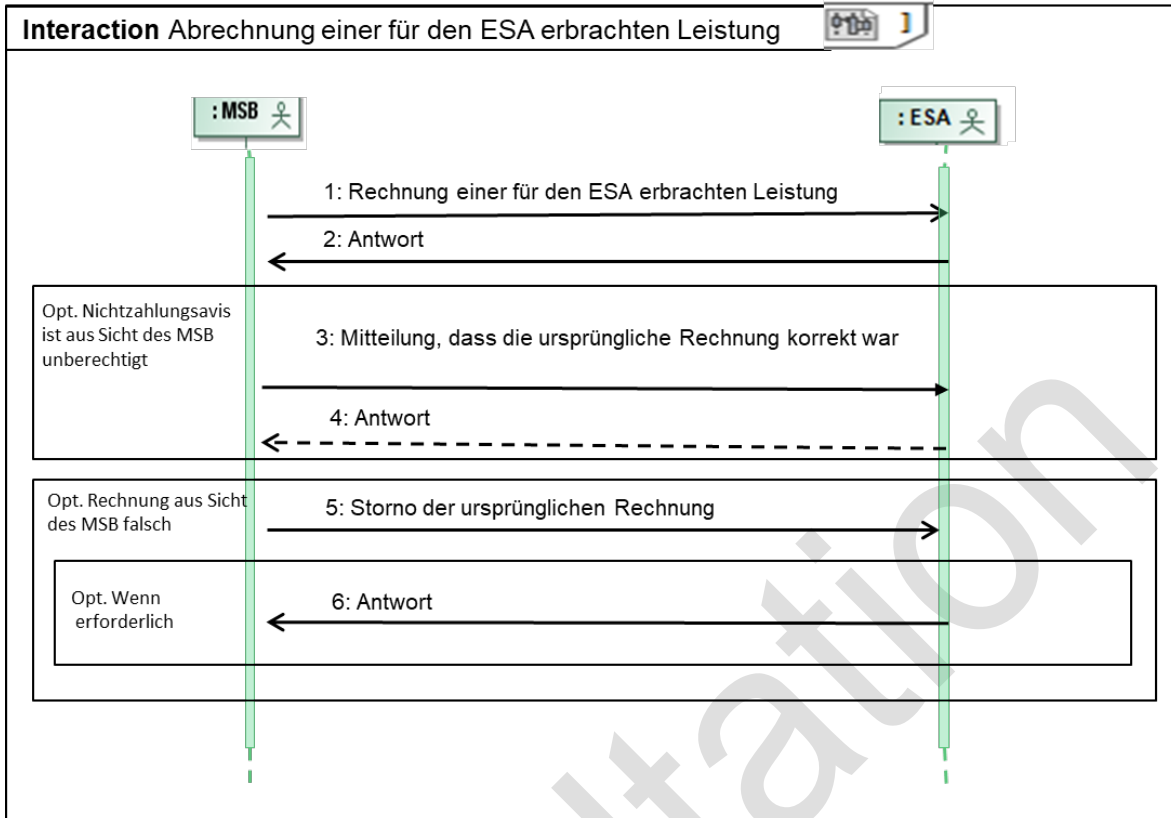 Interaction Abrechnung einer für den ESA erbrachten Leistung
: MSB
: ESA
1: Rechnung einer für den ESA erbrachten Leistung
2: Antwort
Opt. Nichtzahlungsavis
ist aus Sicht des MSB
unberechtigt
3: Mitteilung, dass die ursprüngliche Rechnung korrekt war
4: Antwort
Opt. Rechnung aus Sicht
des MSB falsch
5: Storno der ursprünglichen Rechnung
Opt. Wenn
erforderlich
6: Antwort
ltation